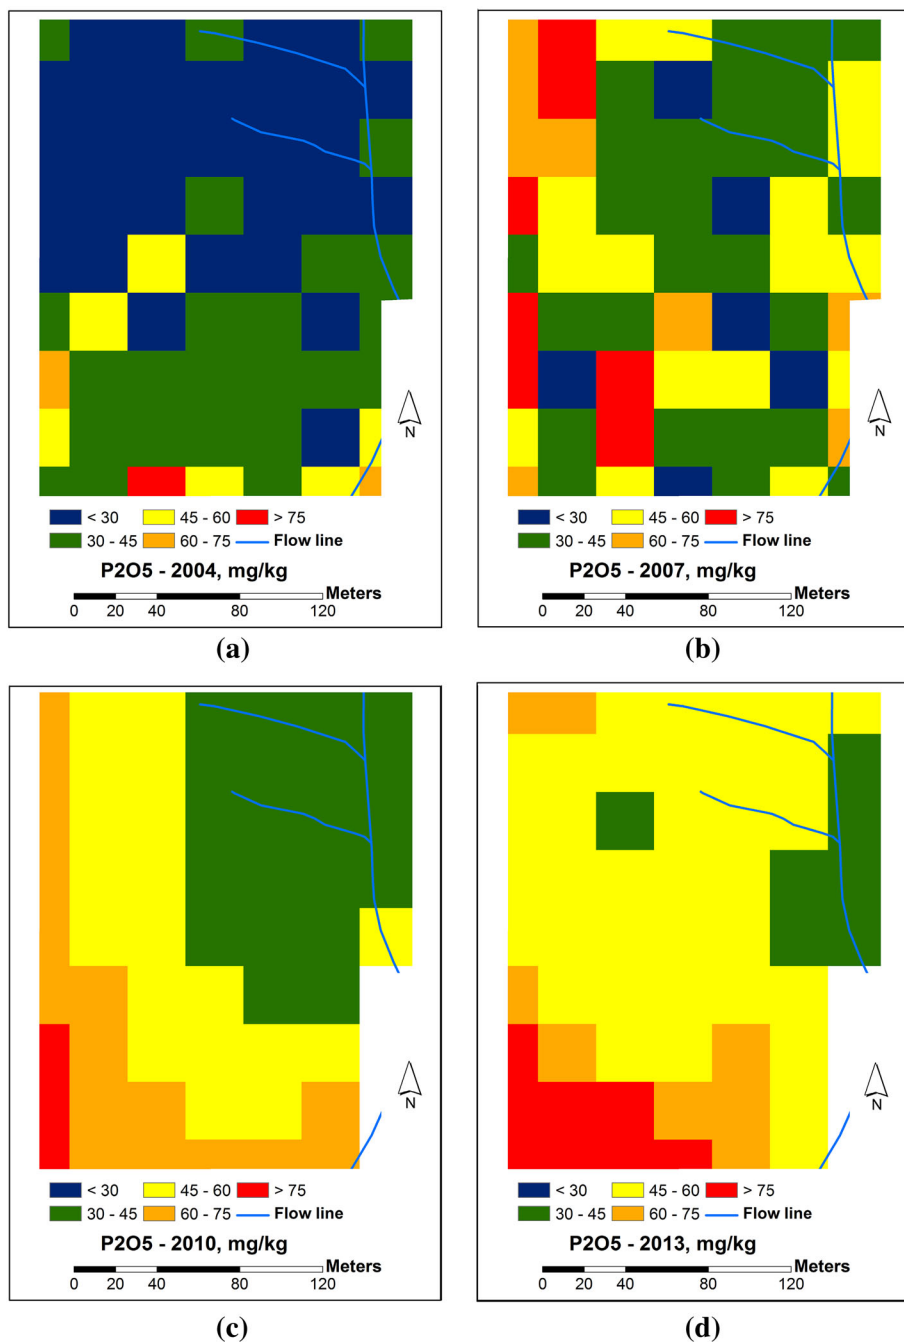 N
< 30 45 - 60 > 75
30 - 45 60 - 75 Flow line
P2O5 - 2004, mg/kg
Meters
0 20 40 80 120
(a)
N
< 30 45 - 60 > 75
30 - 45 60 - 75 Flow line
P2O5 - 2007, mg/kg
Meters
0 20 40 80 120
(b)
N
< 30 45 - 60 > 75
30 - 45 60 - 75 Flow line
P2O5 - 2010, mg/kg
Meters
0 20 40 80 120
(c)
N
< 30 45 - 60 > 75
30 - 45 60 - 75 Flow line
P2O5 - 2013, mg/kg
Meters
0 20 40 80 120
(d)